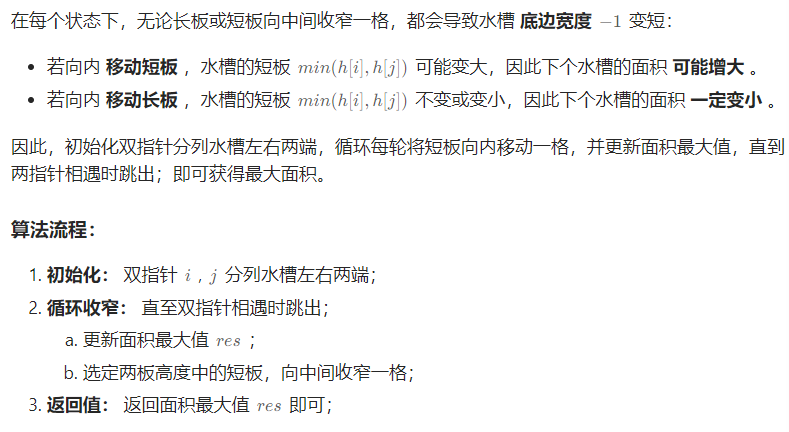 在每个状态下，无论长板或短板向中间收窄一格，都会导致水槽 底边宽度 −1 变短：
• 若向内 移动短板 ，水槽的短板 min(h[i],h[j]) 可能变大，因此下个水槽的面积 可能增大 。
• 若向内 移动长板 ，水槽的短板 min(h[i],h[j]) 不变或变小，因此下个水槽的面积 一定变小 。
因此，初始化双指针分列水槽左右两端，循环每轮将短板向内移动一格，并更新面积最大值，直到
两指针相遇时跳出；即可获得最大面积。
算法流程：
1. 初始化： 双指针 i , j 分列水槽左右两端；
2. 循环收窄： 直至双指针相遇时跳出；
a. 更新面积最大值 res ；
b. 选定两板高度中的短板，向中间收窄一格；
3. 返回值： 返回面积最大值 res 即可；